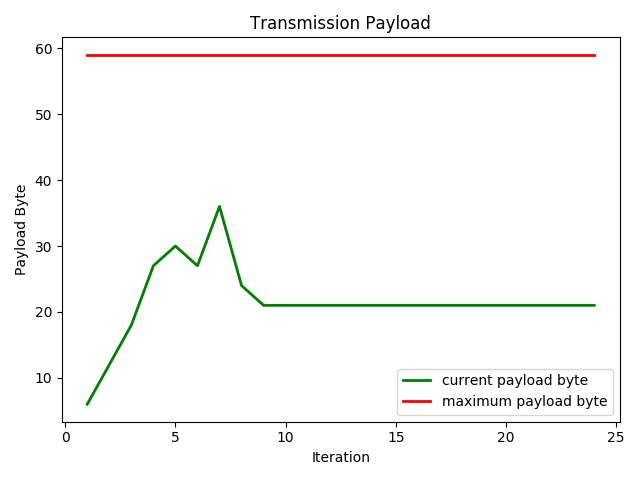 Transmission Payload
60
50
40
30
20
10
Payload Byte
current payload byte
maximum payload byte
0 5 10 15 20 25
Iteration